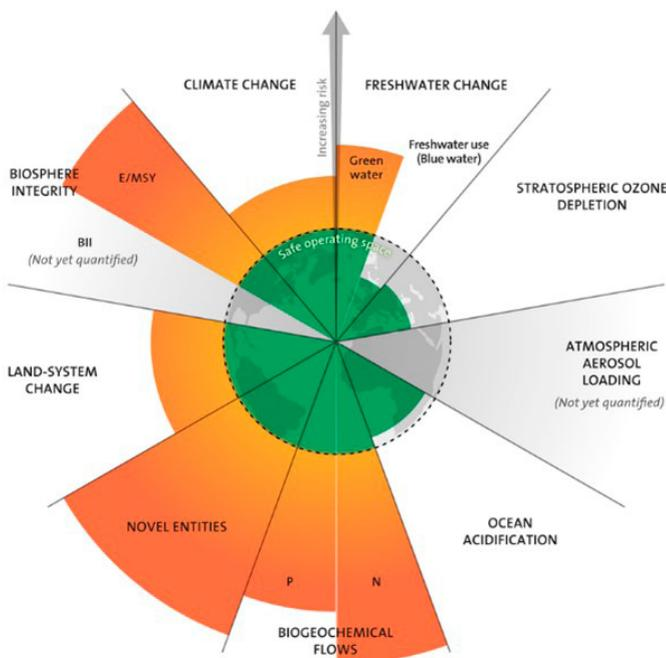 CLIMATE CHANGE
FRESHWATER CHANGE
Increasing risk
Green
water
Freshwater use
(Blue water)
BIOSPHERE
INTEGRITY
E/MSY
STRATOSPHERIC OZONE
DEPLETION
BII
(Not yet quantified)
Safe operating space
LAND-SYSTEM
CHANGE
ATMOSPHERIC
AEROSOL
LOADING
(Not yet quantified)
NOVEL ENTITIES
OCEAN
ACIDIFICATION
P
N
BIOGEOCHEMICAL
FLOWS